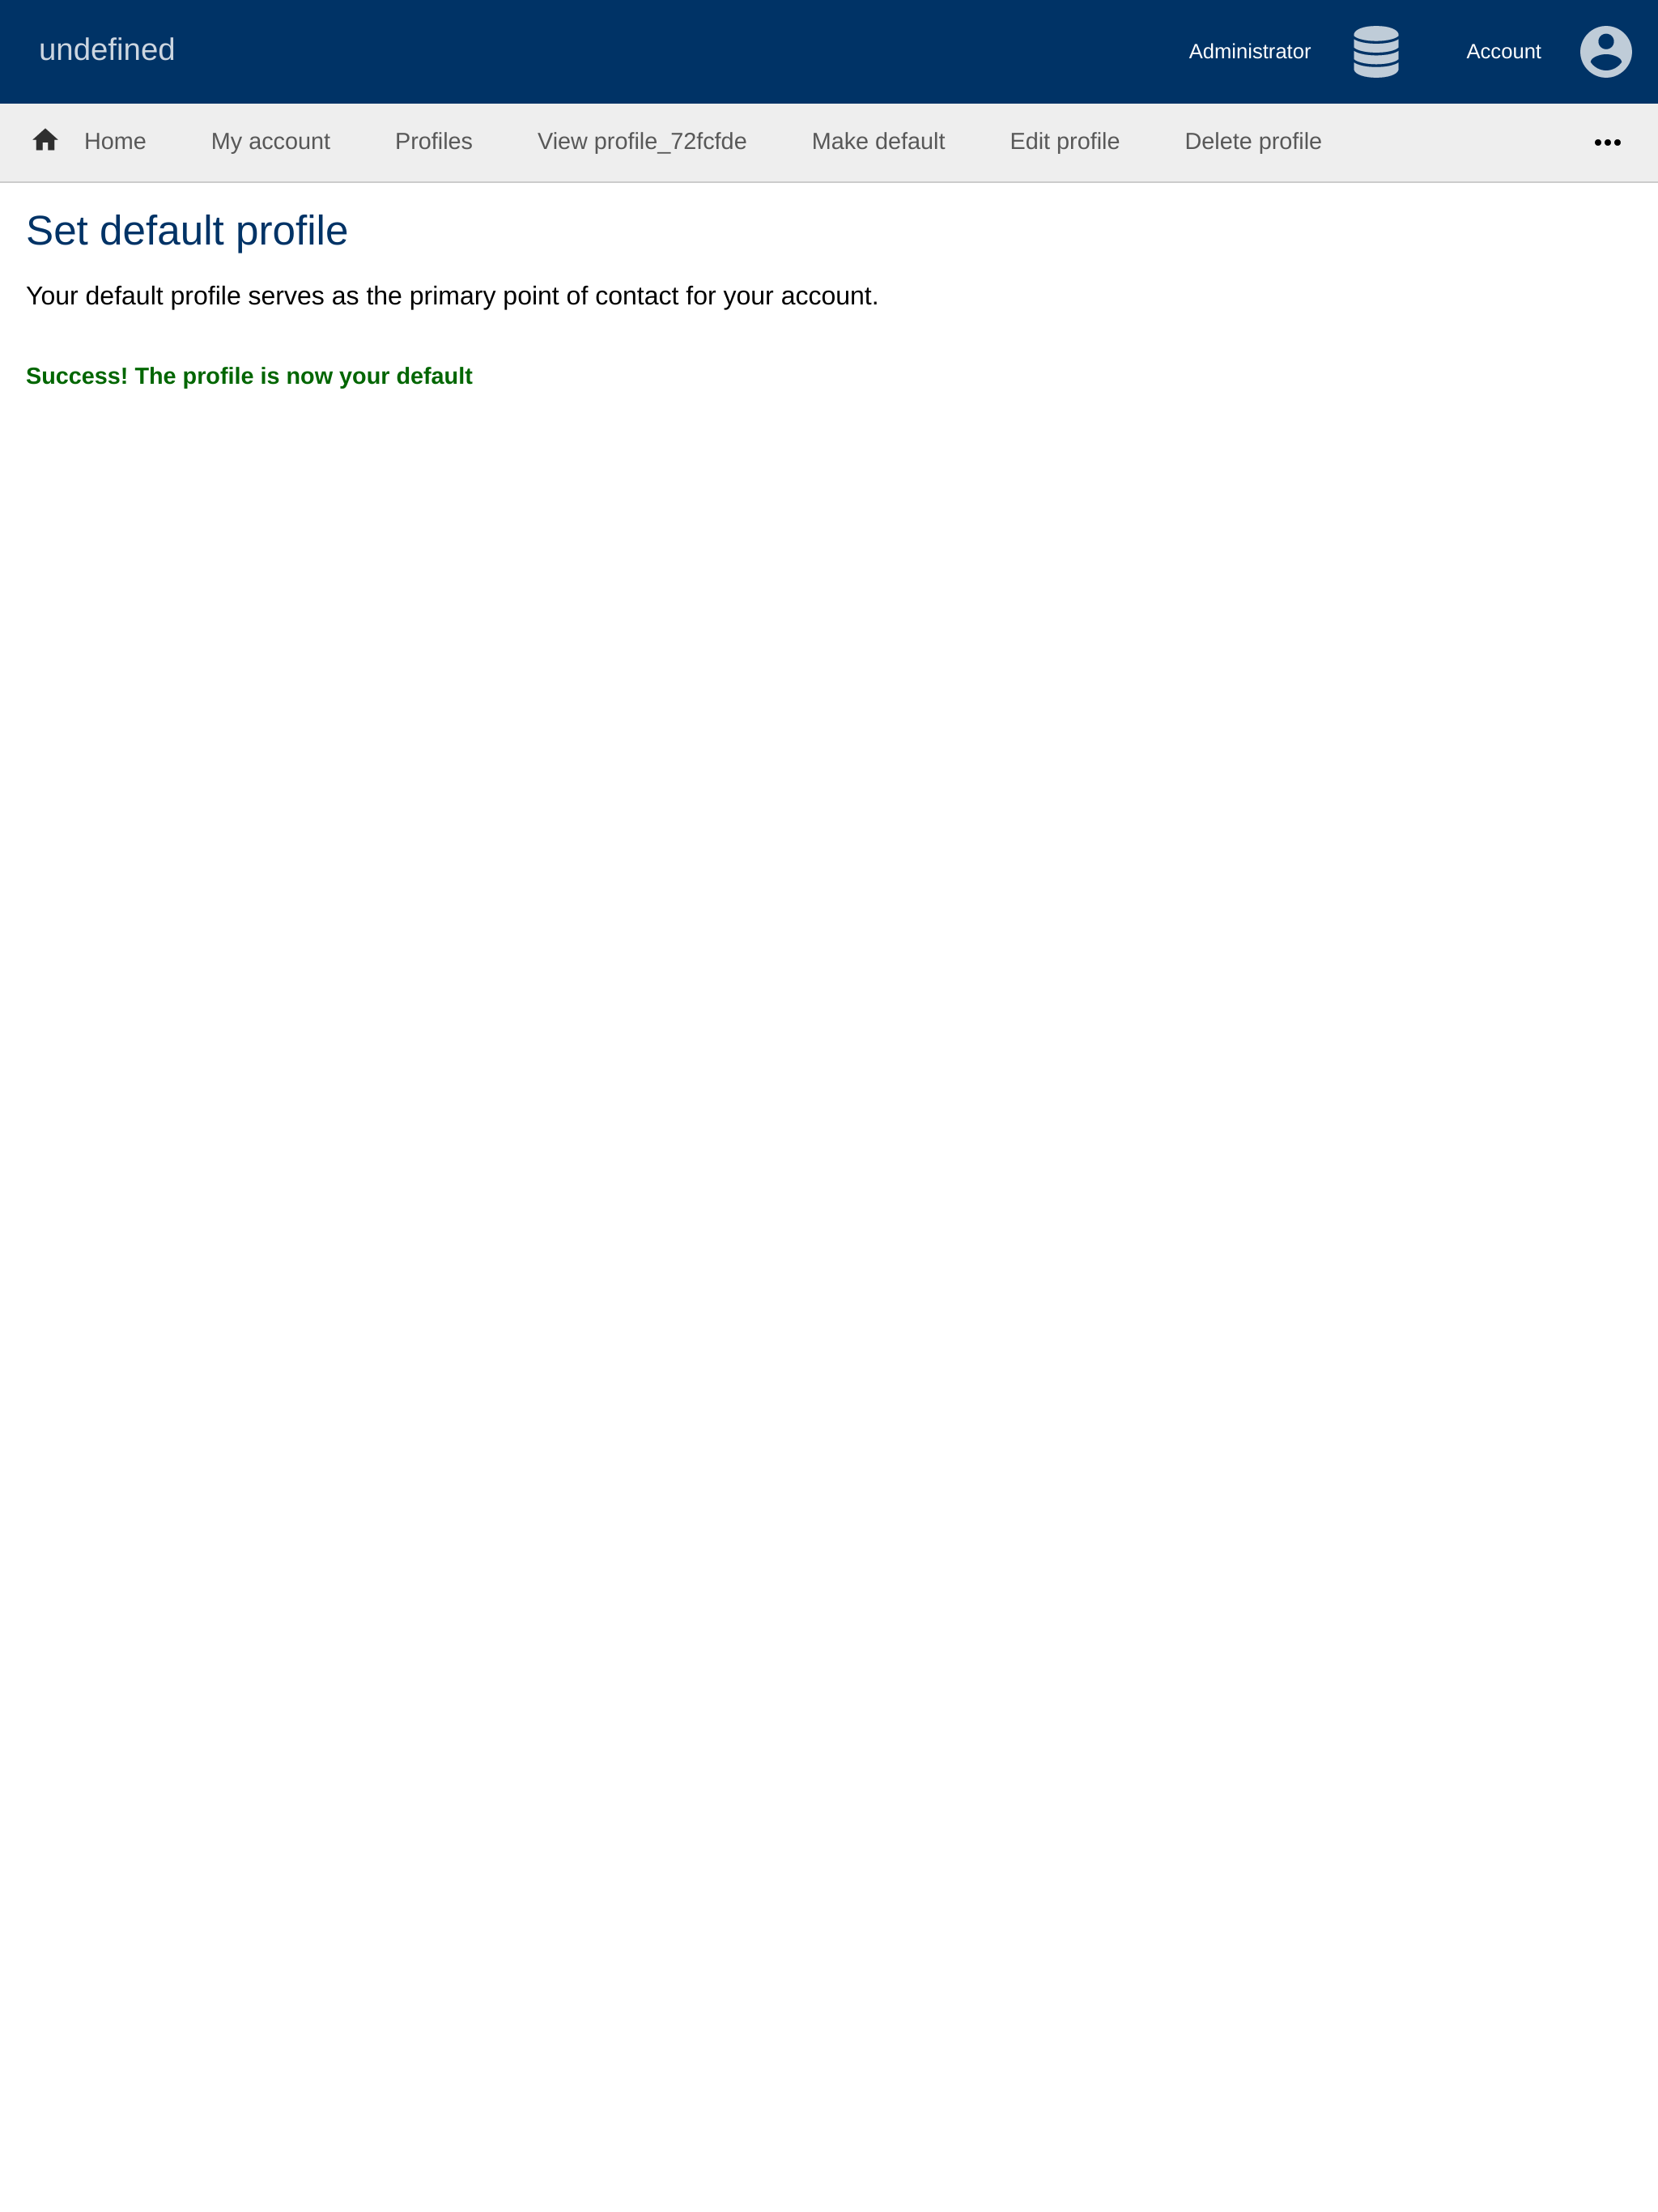 undefined Administrator Account
Home My account Profiles View profile_72fcfde Make default Edit profile Delete profile
Set default profile
Your default profile serves as the primary point of contact for your account.
Success! The profile is now your default